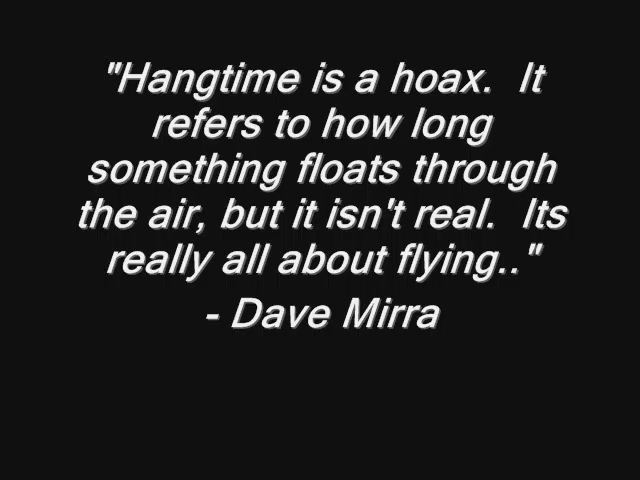 "Hangtime is a hoax.  It
refers to how long
something floats through
the air, but it isn't real.  Its
really all about flying.."
- Dave Mirra